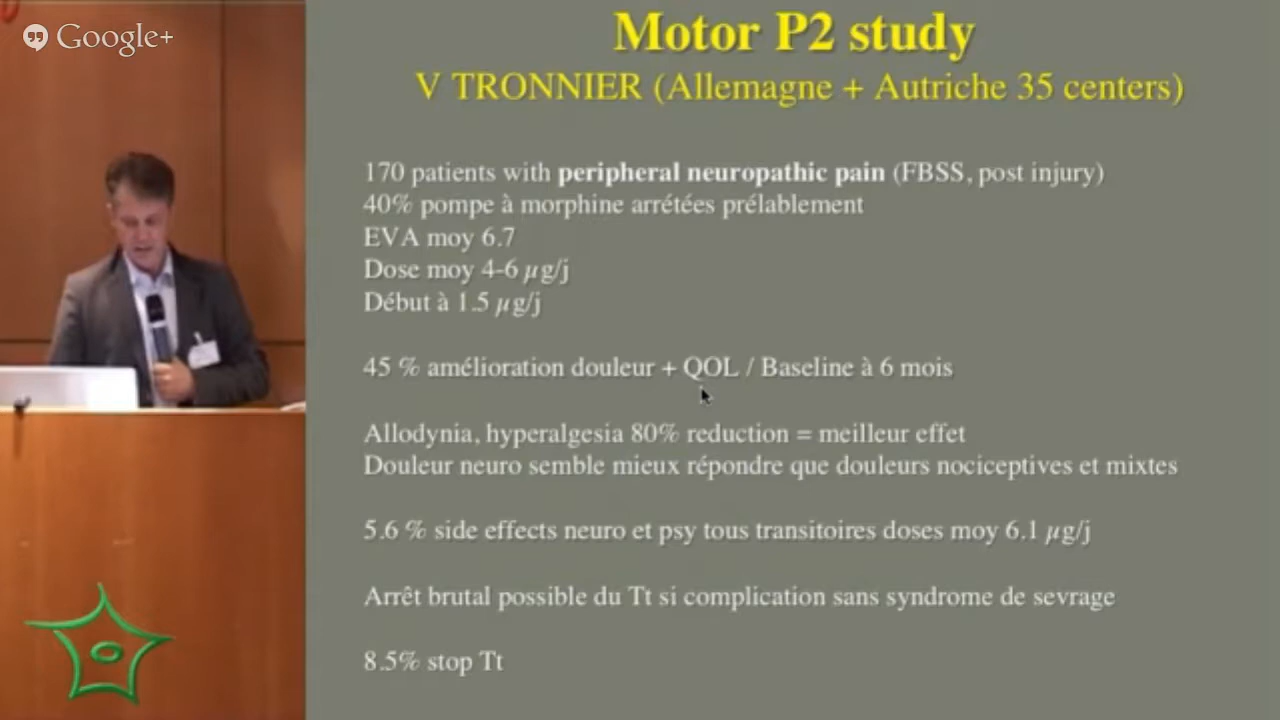 Google+
Motor P2 study
V TRONNIER (Allemagne + Autriche 35 centers)
170 patients with peripheral neuropathic pain (FBSS, post injury)
40% pompe à morphine arrétées prélablement
EVA moy 6.7
Dose moy 4-6 µg/j
Début à 1.5 µg/j
45 % amélioration douleur + QOL / Baseline à 6 mois
Allodynia, hyperalgesia 80% reduction = meilleur effet
Douleur neuro semble mieux répondre que douleurs nociceptives et mixtes
5.6 % side effects neuro et psy tous transitoires doses moy 6.1 µg/j
Arrêt brutal possible du Tt si complication sans syndrome de sevrage
8.5% stop Tt